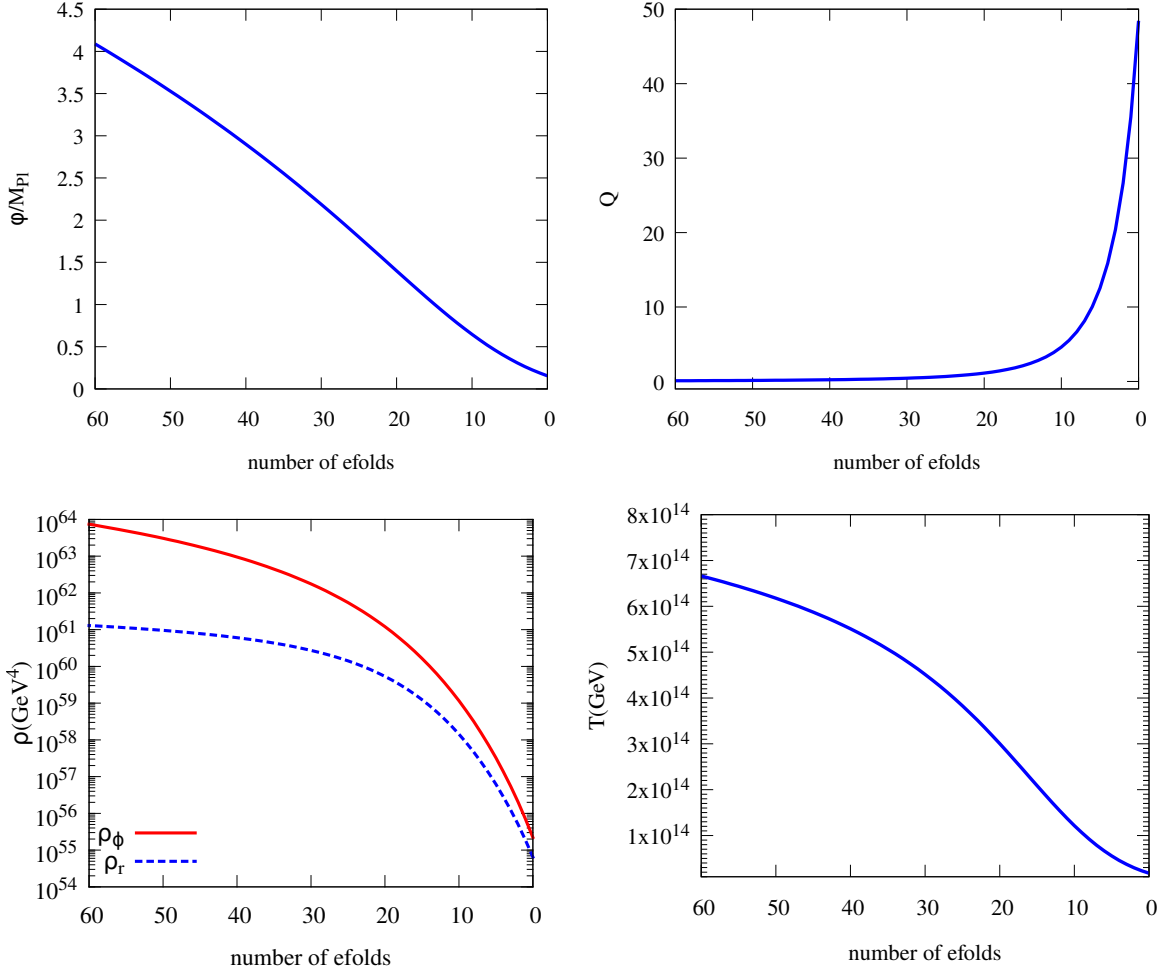 4.5
4
3.5
3
2.5
2
1.5
1
0.5
0
φ/M_Pl
60 50 40 30 20 10 0
number of efolds
50
40
30
20
10
0
Q
60 50 40 30 20 10 0
number of efolds
10^64
10^63
10^62
10^61
10^60
10^59
10^58
10^57
10^56
10^55
10^54
ρ(GeV^4)
ρ_ϕ
ρ_r
60 50 40 30 20 10 0
number of efolds
8x10^14
7x10^14
6x10^14
5x10^14
4x10^14
3x10^14
2x10^14
1x10^14
T(GeV)
60 50 40 30 20 10 0
number of efolds